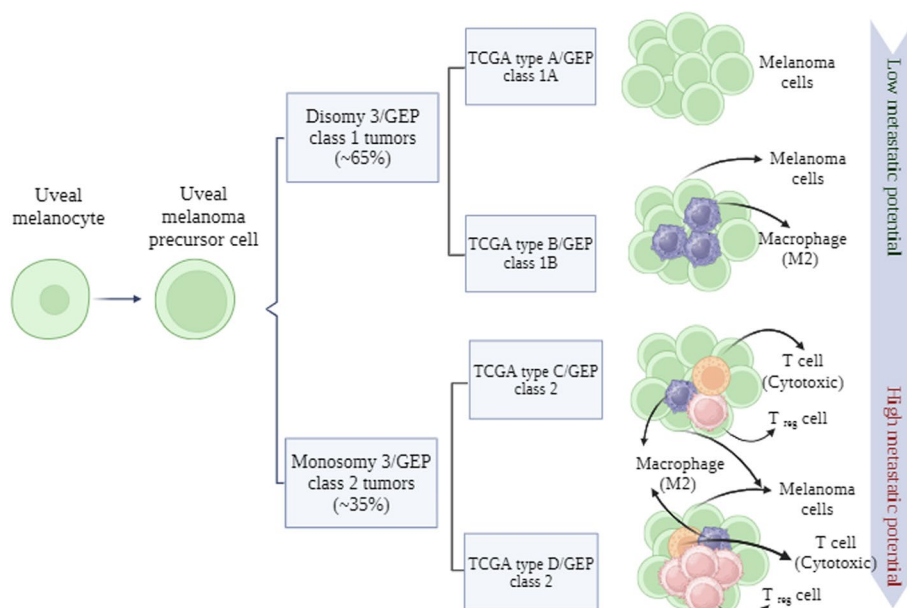 Uveal
melanocyte
Uveal
melanoma
precursor cell
Disomy 3/GEP
class 1 tumors
(~65%)
Monosomy 3/GEP
class 2 tumors
(~35%)
TCGA type A/GEP
class 1A
TCGA type B/GEP
class 1B
TCGA type C/GEP
class 2
TCGA type D/GEP
class 2
Melanoma
cells
Melanoma
cells
Macrophage
(M2)
T cell
(Cytotoxic)
T reg cell
Macrophage
(M2)
Melanoma
cells
T cell
(Cytotoxic)
T reg cell
Low metastatic potential
High metastatic potential